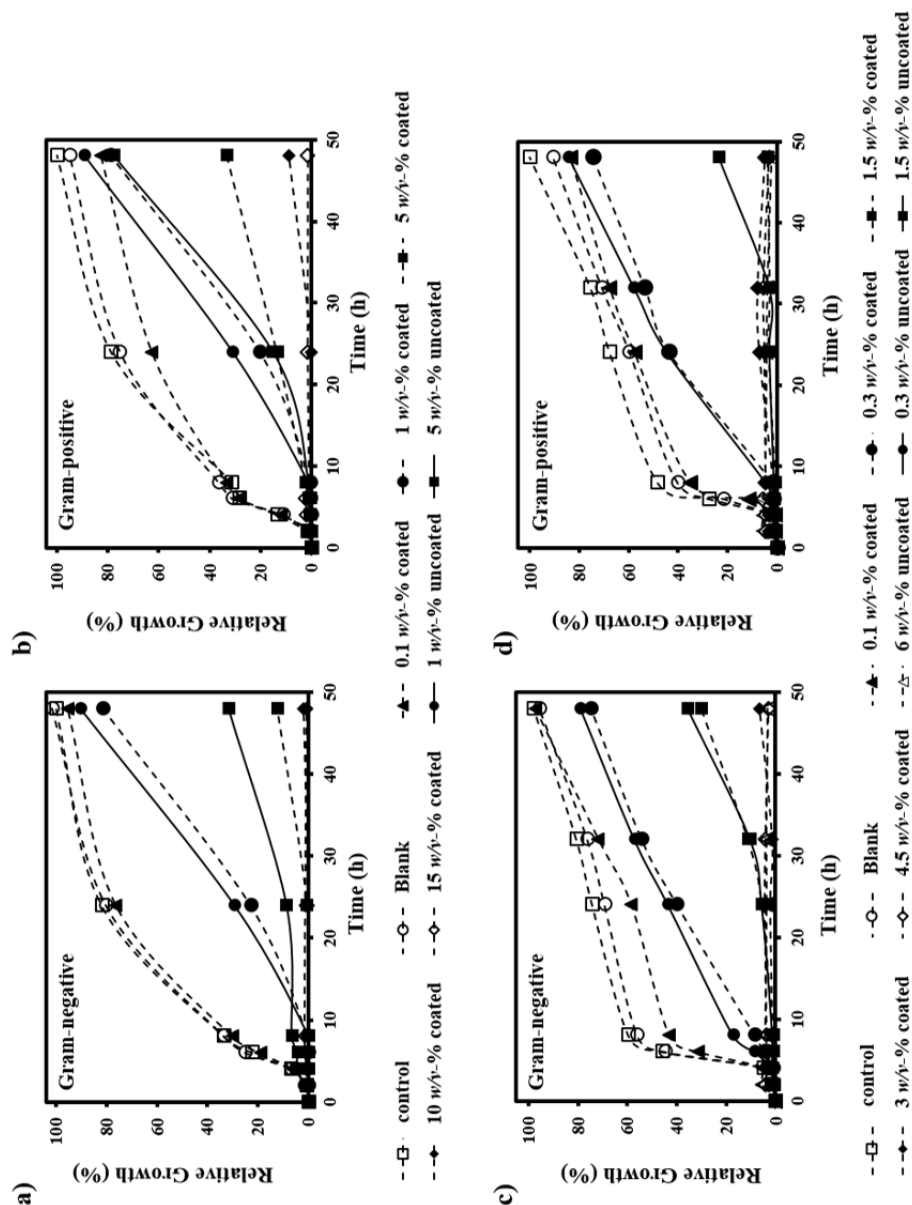 a)
Gram-negative
Relative Growth (%)
100
80
60
40
20
0
0
10
20
30
40
50
Time (h)
b)
Gram-positive
Relative Growth (%)
100
80
60
40
20
0
0
10
20
30
40
50
Time (h)
control Blank 0.1 w/v-% coated 1 w/v-% coated 5 w/v-% coated
10 w/v-% coated 15 w/v-% coated 1 w/v-% uncoated 5 w/v-% uncoated
c)
Gram-negative
Relative Growth (%)
100
80
60
40
20
0
0
10
20
30
40
50
Time (h)
d)
Gram-positive
Relative Growth (%)
100
80
60
40
20
0
0
10
20
30
40
50
Time (h)
control Blank 0.1 w/v-% coated 0.3 w/v-% coated 1.5 w/v-% coated
3 w/v-% coated 4.5 w/v-% coated 6 w/v-% uncoated 0.3 w/v-% uncoated 1.5 w/v-% uncoated